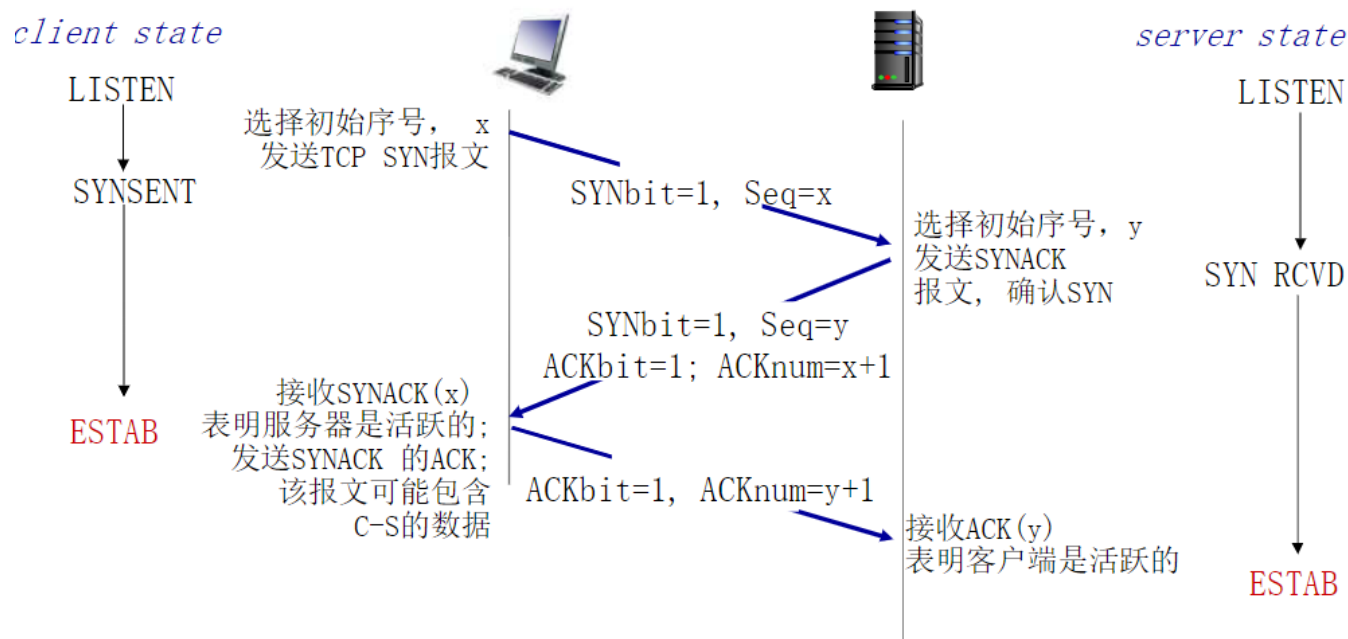 client state
server state
LISTEN
LISTEN
选择初始序号， x
发送TCP SYN报文
SYNSENT
SYNbit=1, Seq=x
选择初始序号，y
发送SYNACK
报文, 确认SYN
SYN RCVD
SYNbit=1, Seq=y
ACKbit=1; ACKnum=x+1
接收SYNACK(x)
表明服务器是活跃的;
发送SYNACK 的ACK;
该报文可能包含
C-S的数据
ESTAB
ACKbit=1, ACKnum=y+1
接收ACK(y)
表明客户端是活跃的
ESTAB